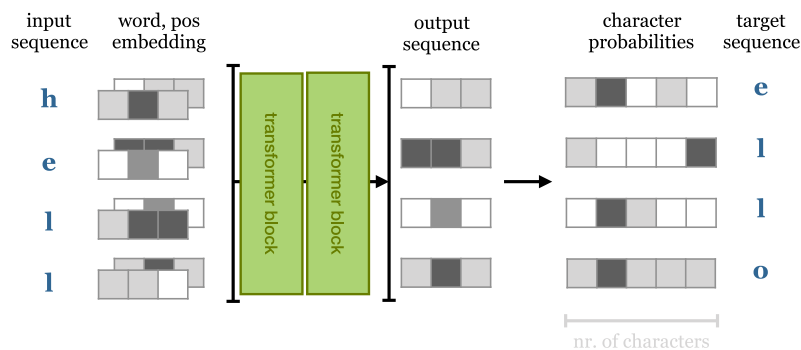 input
sequence
word, pos
embedding
output
sequence
character
probabilities
target
sequence
h
e
l
l
transformer block
transformer block
e
l
l
o
nr. of characters